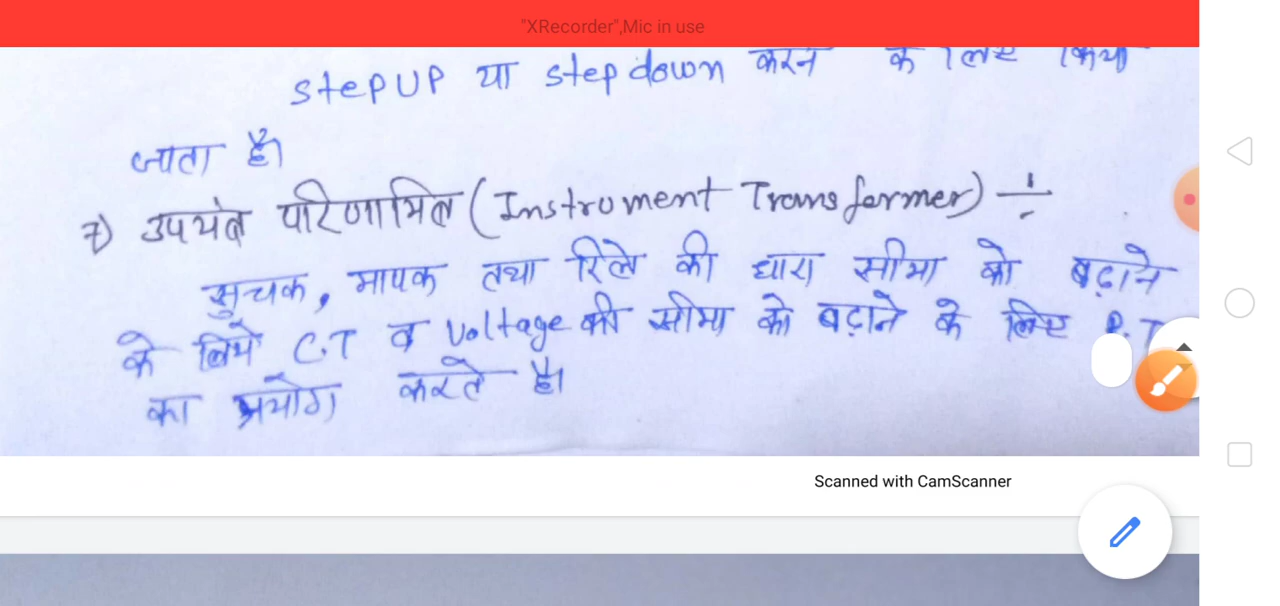 "XRecorder",Mic in use
stepUP या step down करन के लिए किया
जाता है।
7) उपयंत्र परिणामित्र (Instrument Transformer) ÷
सुचक, मापक तथा रिले की धारा सीमा को बढ़ाने
के लिये C.T व voltage की सीमा को बढ़ाने के लिए P.T
का प्रयोग करते है।
Scanned with CamScanner